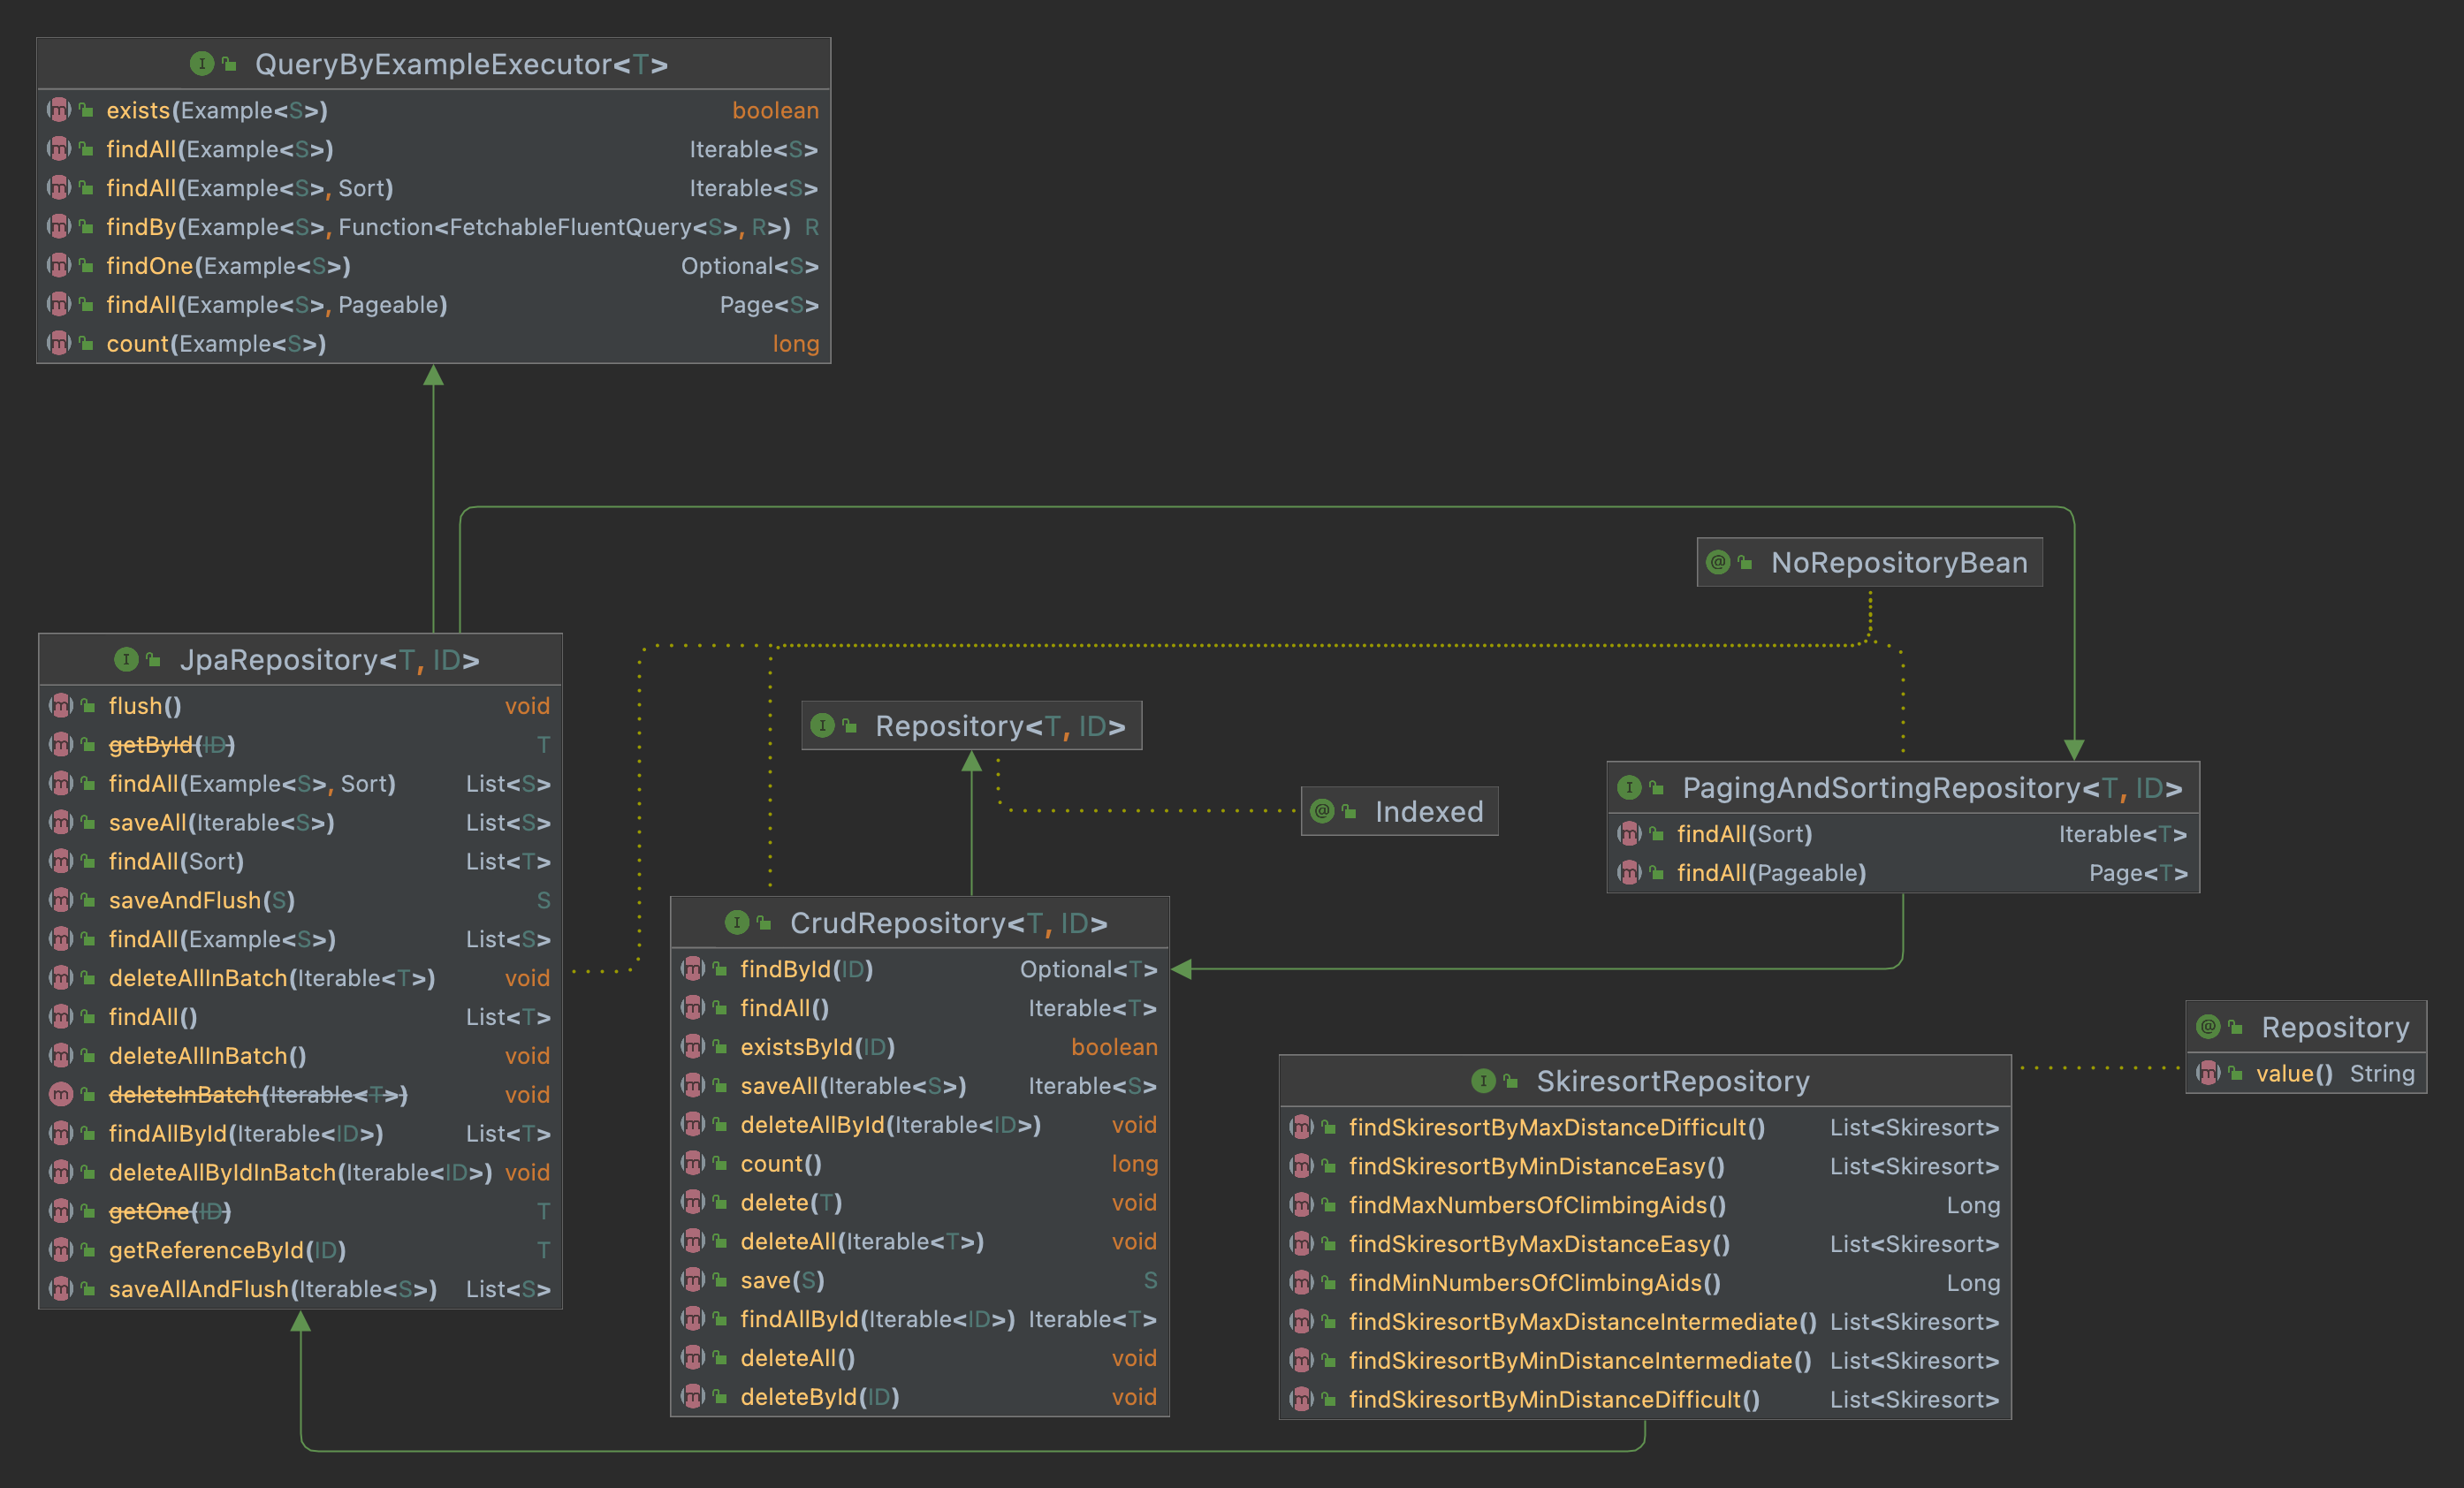 QueryByExampleExecutor<T>
exists(Example<S>) boolean
findAll(Example<S>) Iterable<S>
findAll(Example<S>, Sort) Iterable<S>
findBy(Example<S>, Function<FetchableFluentQuery<S>, R>) R
findOne(Example<S>) Optional<S>
findAll(Example<S>, Pageable) Page<S>
count(Example<S>) long
NoRepositoryBean
JpaRepository<T, ID>
flush() void
getById(ID) T
findAll(Example<S>, Sort) List<S>
saveAll(Iterable<S>) List<S>
findAll(Sort) List<T>
saveAndFlush(S) S
findAll(Example<S>) List<S>
deleteAllInBatch(Iterable<T>) void
findAll() List<T>
deleteAllInBatch() void
deleteInBatch(Iterable<T>) void
findAllById(Iterable<ID>) List<T>
deleteAllByIdInBatch(Iterable<ID>) void
getOne(ID) T
getReferenceById(ID) T
saveAllAndFlush(Iterable<S>) List<S>
Repository<T, ID>
Indexed
PagingAndSortingRepository<T, ID>
findAll(Sort) Iterable<T>
findAll(Pageable) Page<T>
CrudRepository<T, ID>
findById(ID) Optional<T>
findAll() Iterable<T>
existsById(ID) boolean
saveAll(Iterable<S>) Iterable<S>
deleteAllById(Iterable<ID>) void
count() long
delete(T) void
deleteAll(Iterable<T>) void
save(S) S
findAllById(Iterable<ID>) Iterable<T>
deleteAll() void
deleteById(ID) void
Repository
value() String
SkiresortRepository
findSkiresortByMaxDistanceDifficult() List<Skiresort>
findSkiresortByMinDistanceEasy() List<Skiresort>
findMaxNumbersOfClimbingAids() Long
findSkiresortByMaxDistanceEasy() List<Skiresort>
findMinNumbersOfClimbingAids() Long
findSkiresortByMaxDistanceIntermediate() List<Skiresort>
findSkiresortByMinDistanceIntermediate() List<Skiresort>
findSkiresortByMinDistanceDifficult() List<Skiresort>